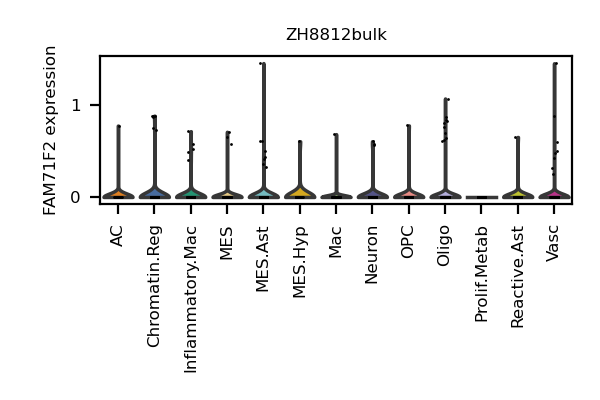 ZH8812bulk
FAM71F2 expression
1
0
AC
Chromatin.Reg
Inflammatory.Mac
MES
MES.Ast
MES.Hyp
Mac
Neuron
OPC
Oligo
Prolif.Metab
Reactive.Ast
Vasc